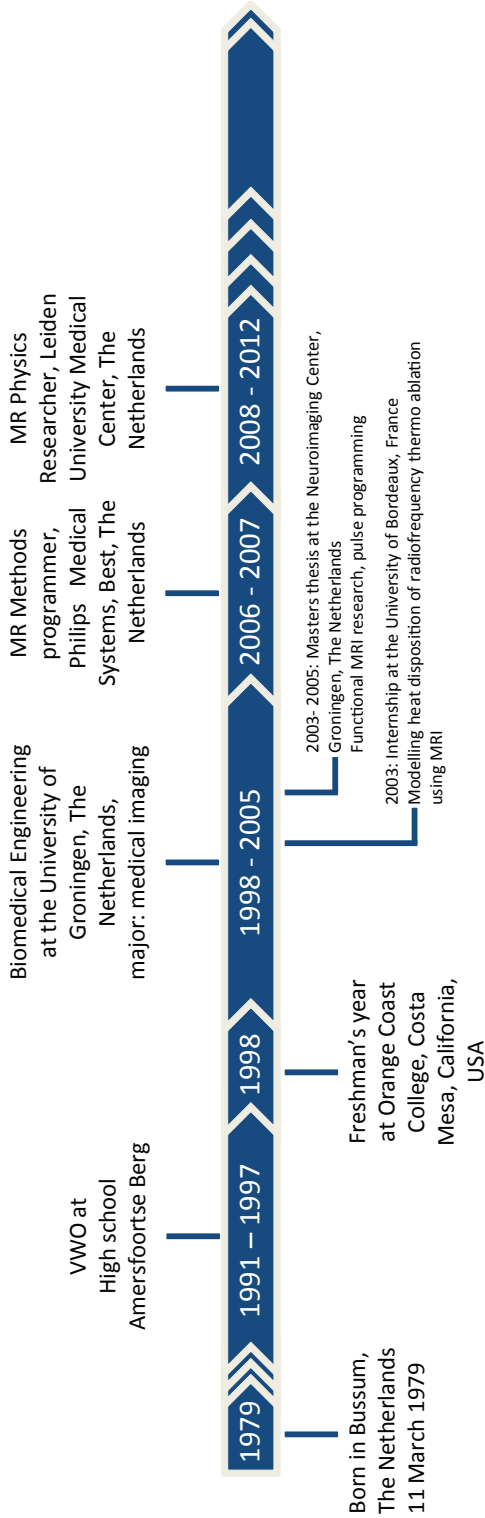 1979
Born in Bussum,
The Netherlands
11 March 1979
1991 – 1997
VWO at
High school
Amersfoortse Berg
1998
Freshman’s year
at Orange Coast
College, Costa
Mesa, California,
USA
1998 - 2005
Biomedical Engineering
at the University of
Groningen, The
Netherlands,
major: medical imaging
2003- 2005: Masters thesis at the Neuroimaging Center,
Groningen, The Netherlands
Functional MRI research, pulse programming
2003: Internship at the University of Bordeaux, France
Modelling heat disposition of radiofrequency thermo ablation
using MRI
2006 - 2007
MR Methods
programmer,
Philips Medical
Systems, Best, The
Netherlands
2008 - 2012
MR Physics
Researcher, Leiden
University Medical
Center, The
Netherlands